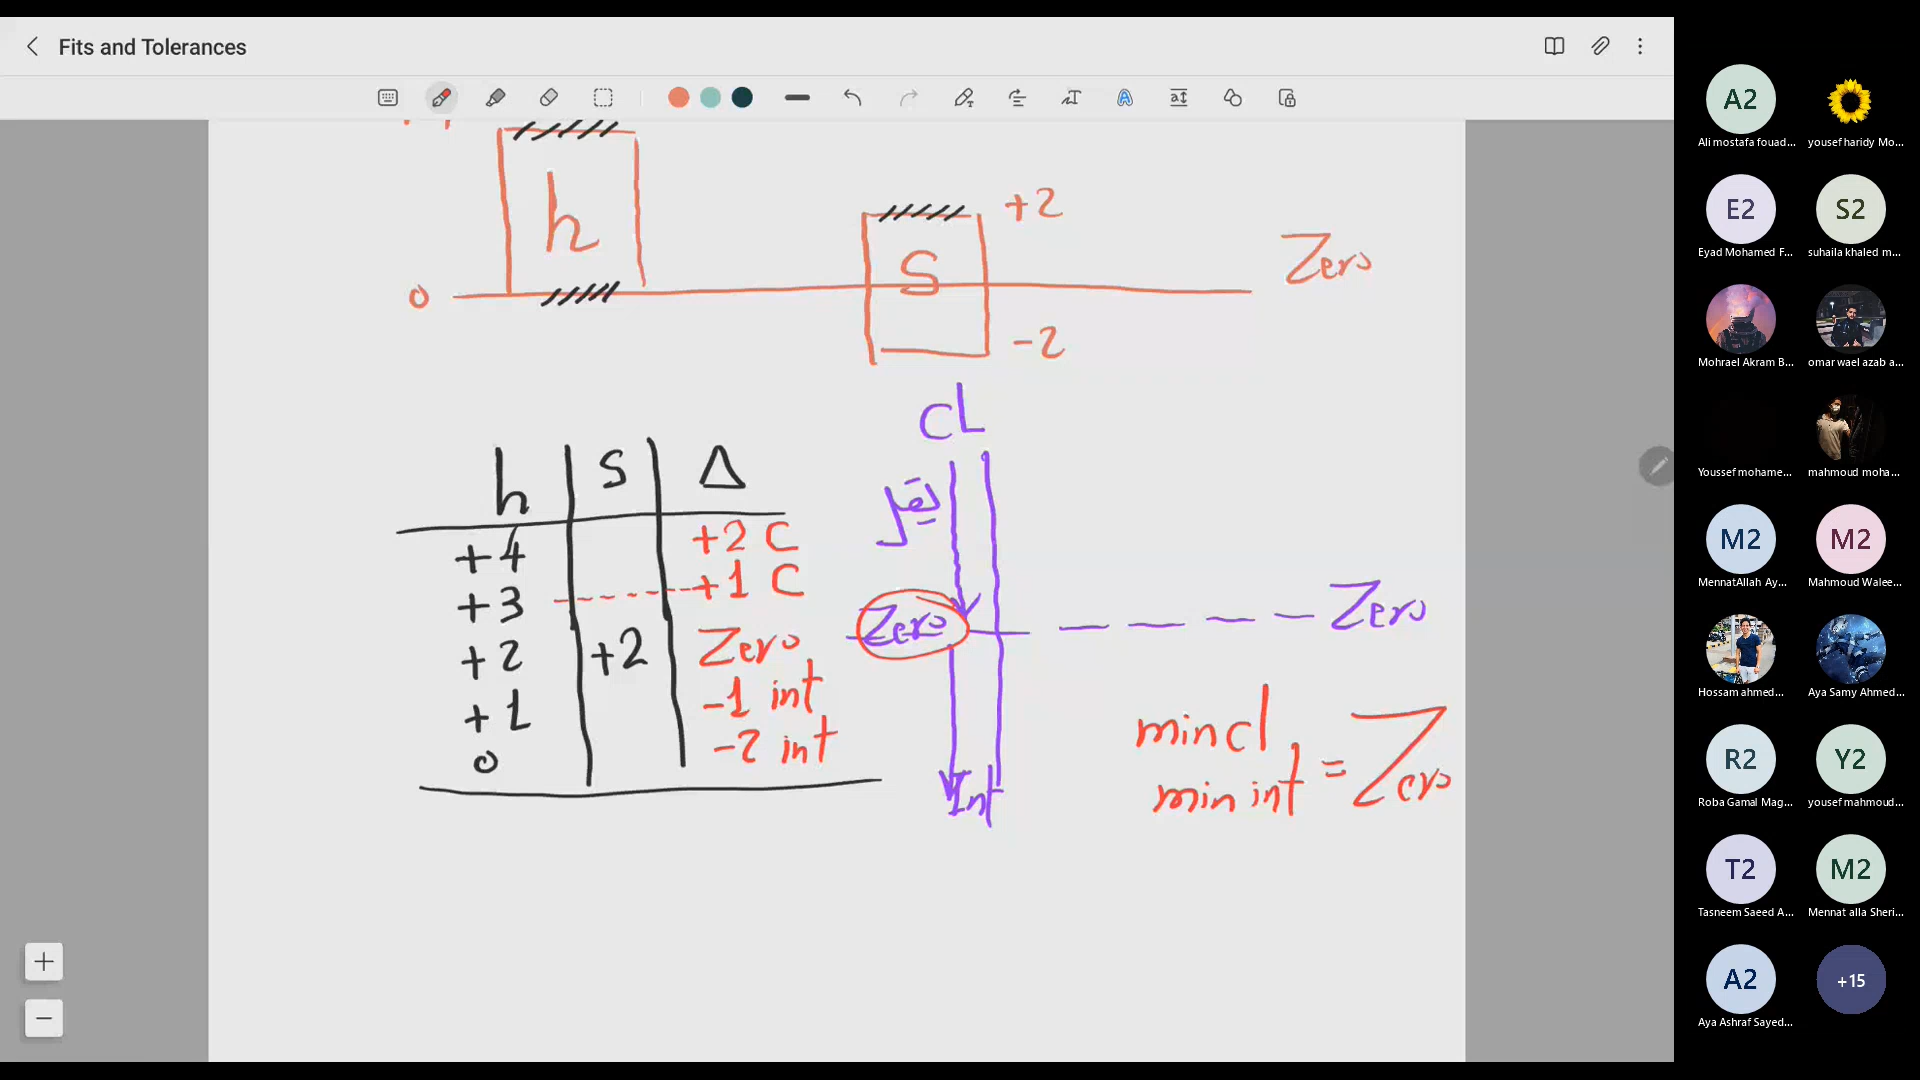 Fits and Tolerances
h
0
S
+2
-2
Zero
CL
h S Δ
+4 +2 C
+3 +1 C
+2 +2 Zero
+1 -1 int
0 -2 int
Zero
Int
Zero
min cl
min int = Zero
A2
Ali mostafa fouad...
yousef haridy Mo...
E2
Eyad Mohamed F...
S2
suhaila khaled m...
Mohrael Akram B...
omar wael azab a...
Youssef mohame...
mahmoud moha...
M2
MennatAllah Ay...
M2
Mahmoud Walee...
Hossam ahmed...
Aya Samy Ahmed...
R2
Roba Gamal Mag...
Y2
yousef mahmoud...
T2
Tasneem Saeed A...
M2
Mennat alla Sheri...
A2
Aya Ashraf Sayed...
+15